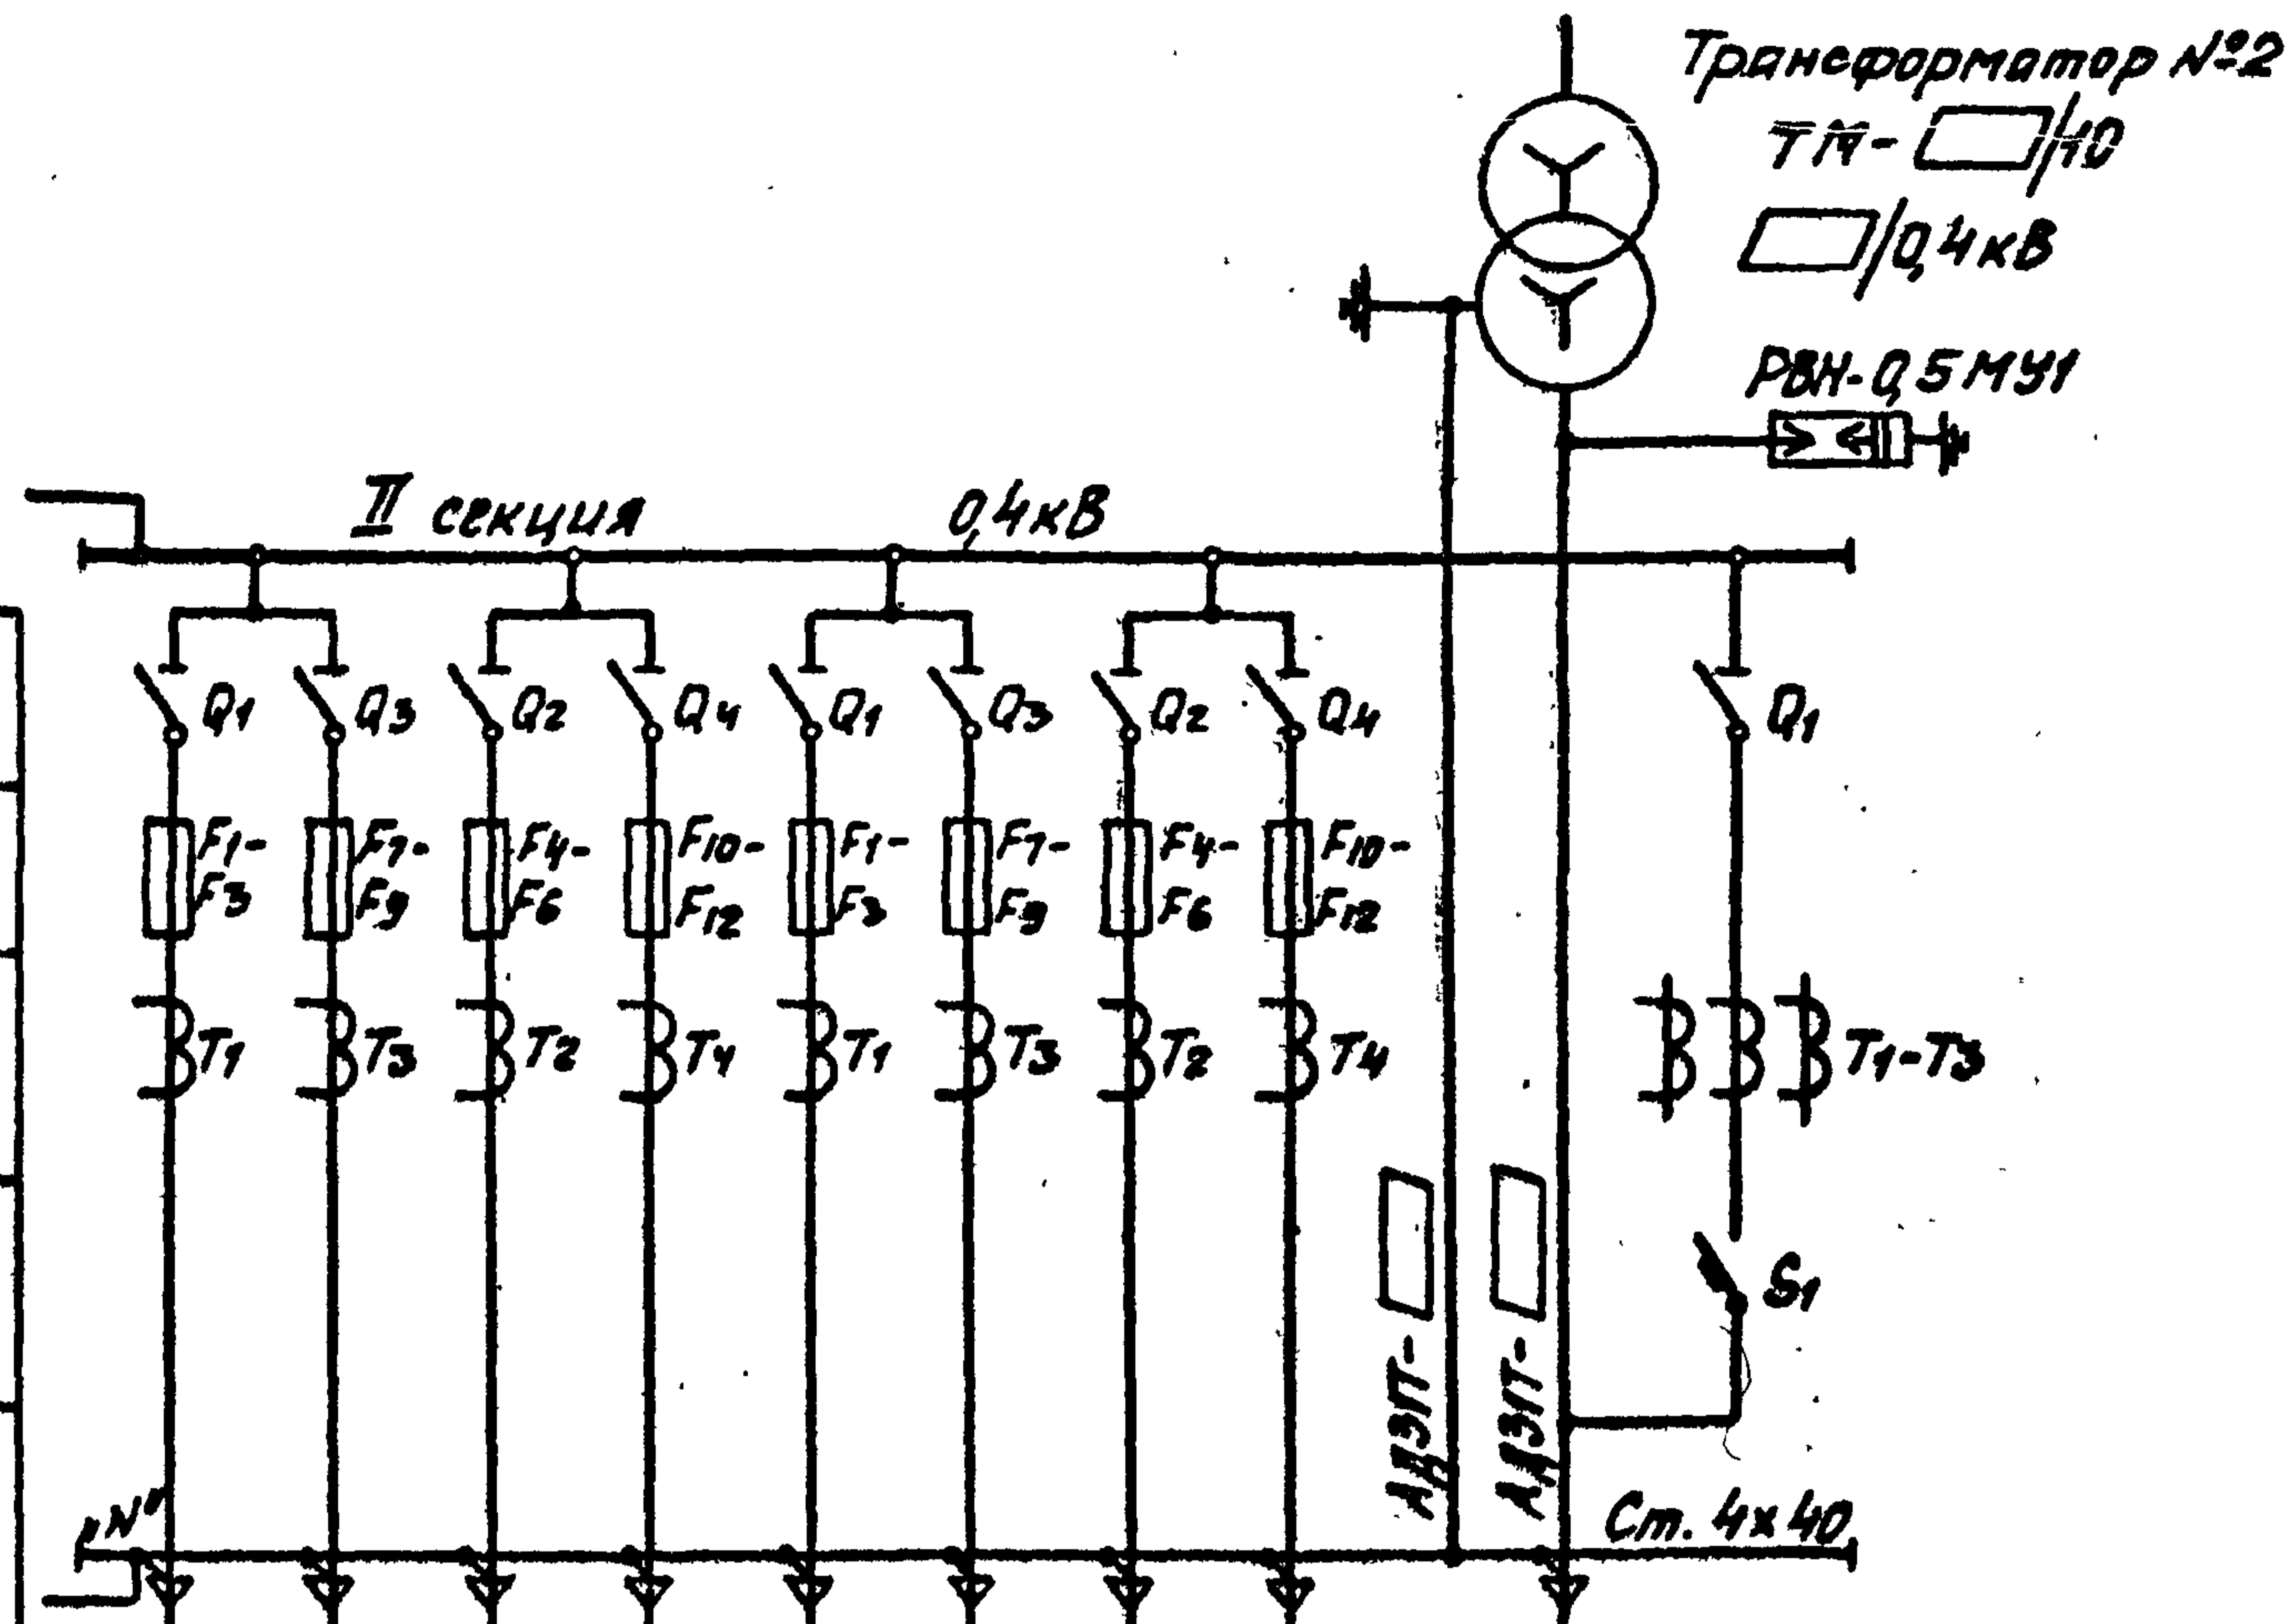 Трансформатор №2
ТМ- /10
/0,4кВ
РВН-0,5МУ1
II секция 0,4кВ
Q1 Q3 Q2 Q4 Q1 Q3 Q2 Q4 Q1
F1- F7- F4- F10- F1- F7- F4- F10-
F3 F9 F6 F12 F3 F9 F6 F12
T1 T3 T2 T4 T1 T3 T2 T4 T1-T3
S1
„N"
Ст. 4х40